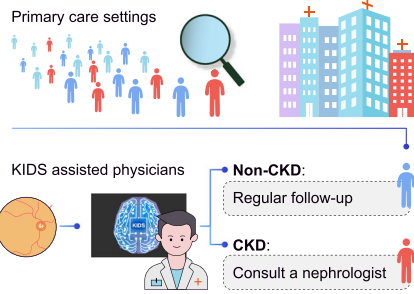 Primary care settings
KIDS assisted physicians
KIDS
Non-CKD:
Regular follow-up
CKD:
Consult a nephrologist